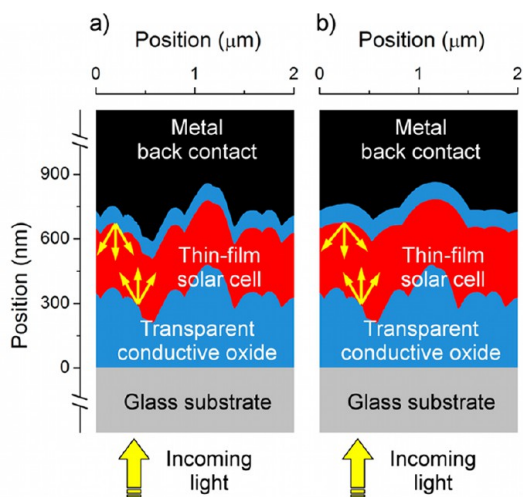 a)
Position (μm)
0 1 2
b)
Position (μm)
0 1 2
Position (nm)
900
600
300
0
Metal
back contact
Thin-film
solar cell
Transparent
conductive oxide
Glass substrate
Incoming
light
Metal
back contact
Thin-film
solar cell
Transparent
conductive oxide
Glass substrate
Incoming
light